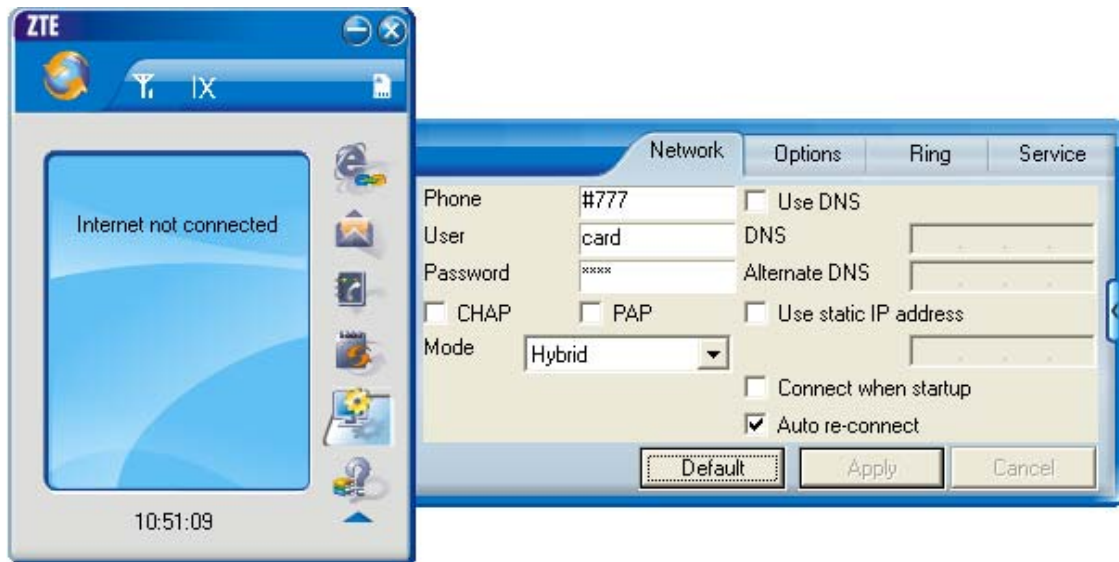 ZTE
IX
Internet not connected
10:51:09
Network Options Ring Service
Phone #777 Use DNS
User card DNS
Password **** Alternate DNS
CHAP PAP Use static IP address
Mode Hybrid
Connect when startup
Auto re-connect
Default Apply Cancel